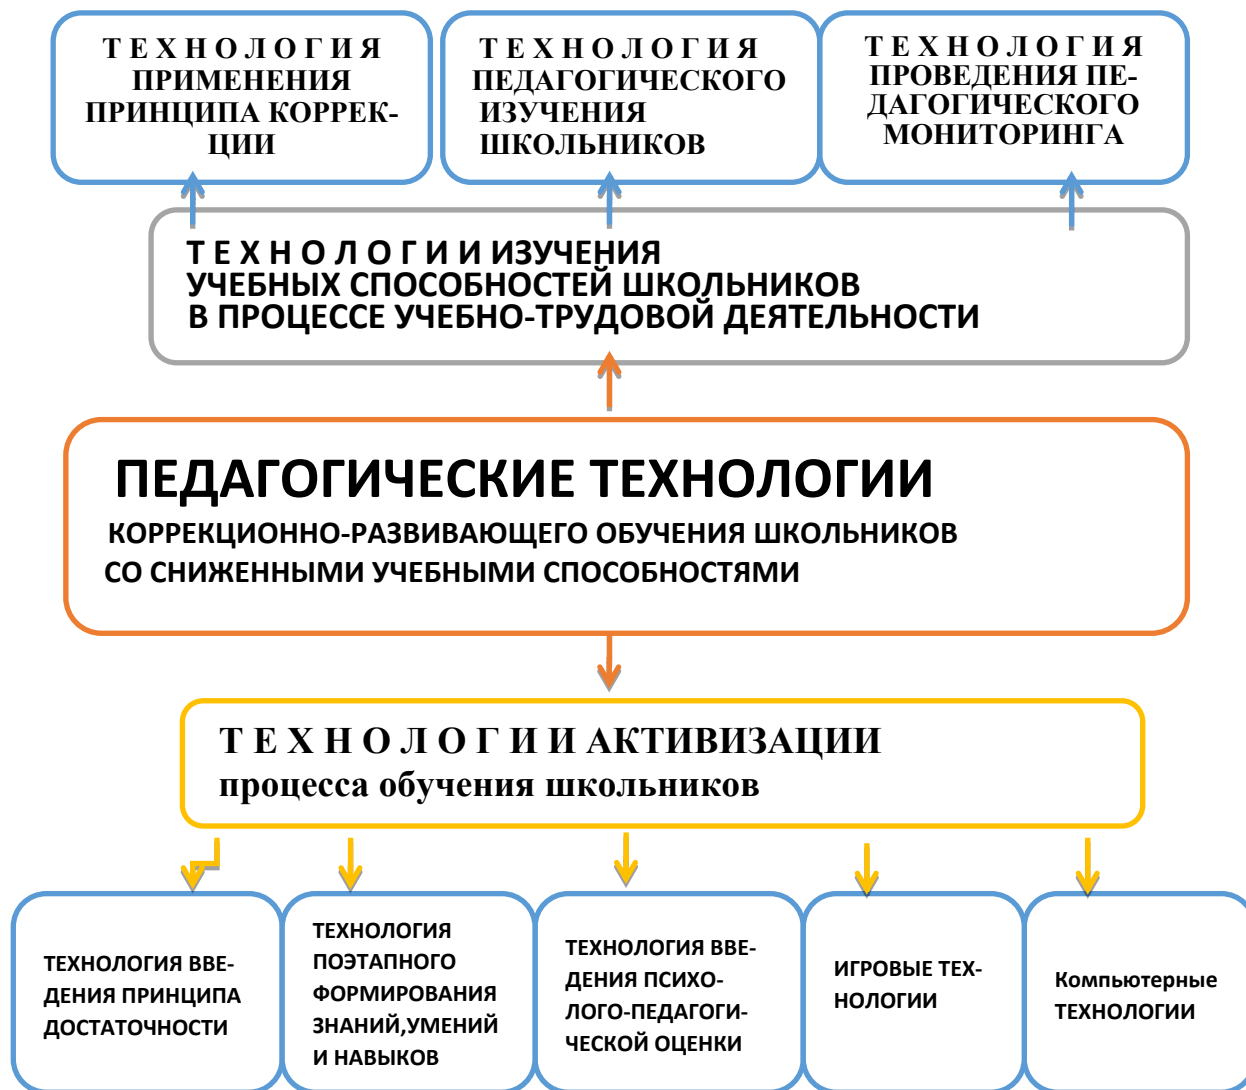 Т Е Х Н О Л О Г И Я
ПРИМЕНЕНИЯ
ПРИНЦИПА КОРРЕК-
ЦИИ
Т Е Х Н О Л О Г И Я
ПЕДАГОГИЧЕСКОГО
ИЗУЧЕНИЯ
ШКОЛЬНИКОВ
Т Е Х Н О Л О Г И Я
ПРОВЕДЕНИЯ ПЕ-
ДАГОГИЧЕСКОГО
МОНИТОРИНГА
Т Е Х Н О Л О Г И И ИЗУЧЕНИЯ
УЧЕБНЫХ СПОСОБНОСТЕЙ ШКОЛЬНИКОВ
В ПРОЦЕССЕ УЧЕБНО-ТРУДОВОЙ ДЕЯТЕЛЬНОСТИ
ПЕДАГОГИЧЕСКИЕ ТЕХНОЛОГИИ
КОРРЕКЦИОННО-РАЗВИВАЮЩЕГО ОБУЧЕНИЯ ШКОЛЬНИКОВ
СО СНИЖЕННЫМИ УЧЕБНЫМИ СПОСОБНОСТЯМИ
Т Е Х Н О Л О Г И И АКТИВИЗАЦИИ
процесса обучения школьников
ТЕХНОЛОГИЯ ВВЕ-
ДЕНИЯ ПРИНЦИПА
ДОСТАТОЧНОСТИ
ТЕХНОЛОГИЯ
ПОЭТАПНОГО
ФОРМИРОВАНИЯ
ЗНАНИЙ,УМЕНИЙ
И НАВЫКОВ
ТЕХНОЛОГИЯ ВВЕ-
ДЕНИЯ ПСИХО-
ЛОГО-ПЕДАГОГИ-
ЧЕСКОЙ ОЦЕНКИ
ИГРОВЫЕ ТЕХ-
НОЛОГИИ
Компьютерные
ТЕХНОЛОГИИ